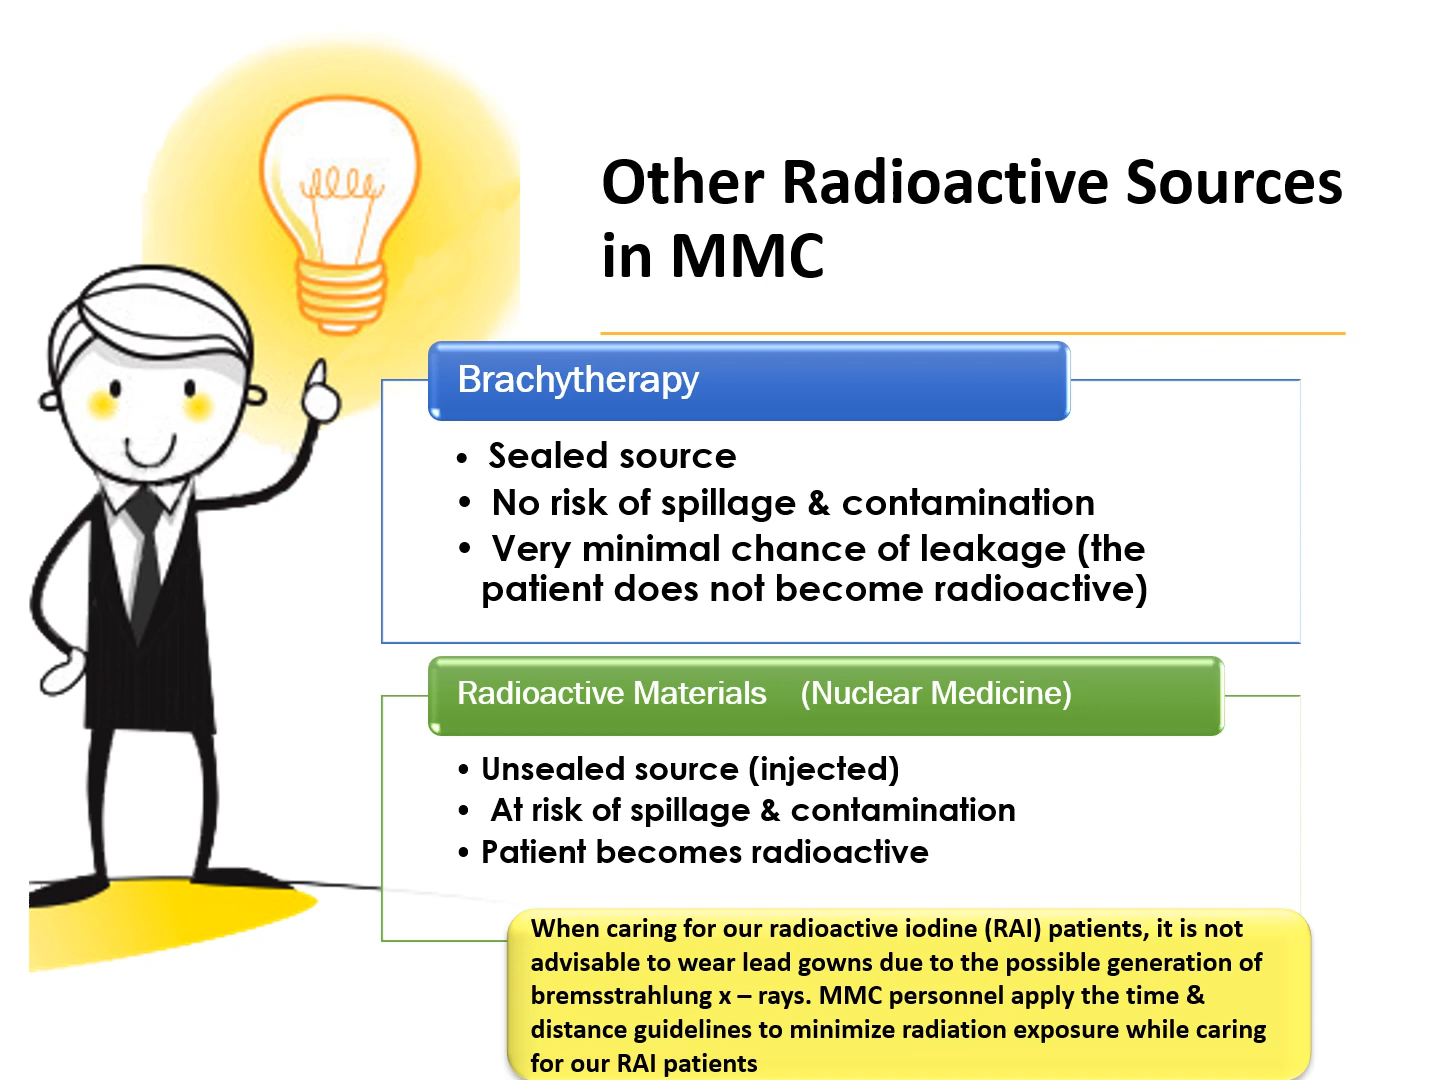 Other Radioactive Sources
in MMC
Brachytherapy
• Sealed source
• No risk of spillage & contamination
• Very minimal chance of leakage (the
patient does not become radioactive)
Radioactive Materials (Nuclear Medicine)
• Unsealed source (injected)
• At risk of spillage & contamination
• Patient becomes radioactive
When caring for our radioactive iodine (RAI) patients, it is not
advisable to wear lead gowns due to the possible generation of
bremsstrahlung x – rays. MMC personnel apply the time &
distance guidelines to minimize radiation exposure while caring
for our RAI patients